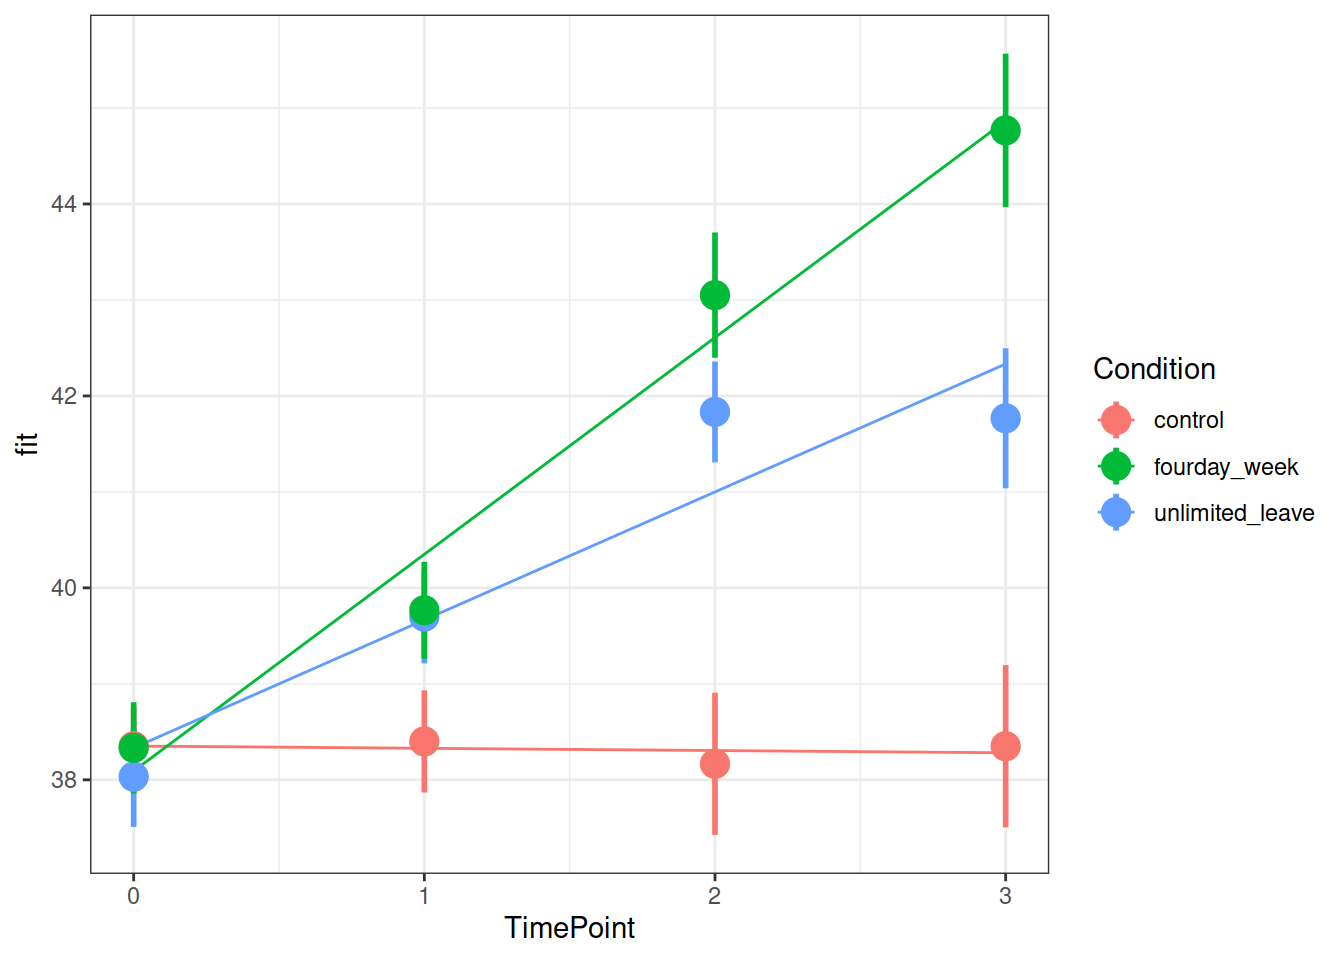 44
42
40
38
fit
0 1 2 3
TimePoint
Condition
control
fourday_week
unlimited_leave